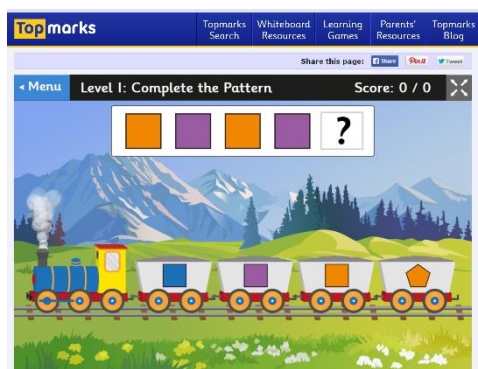 Topmarks
Topmarks Search
Whiteboard Resources
Learning Games
Parents' Resources
Topmarks Blog
Share this page: Share Pin it Tweet
Menu
Level 1: Complete the Pattern
Score: 0 / 0
?